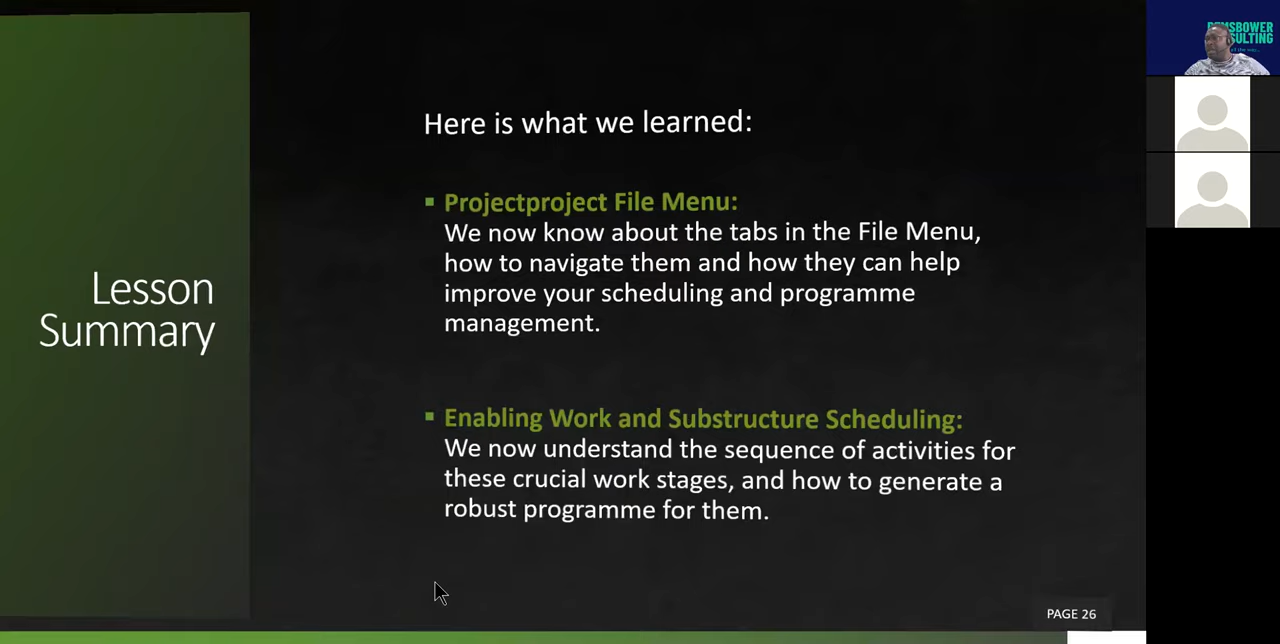 Lesson
Summary
Here is what we learned:
▪ Projectproject File Menu:
We now know about the tabs in the File Menu,
how to navigate them and how they can help
improve your scheduling and programme
management.
▪ Enabling Work and Substructure Scheduling:
We now understand the sequence of activities for
these crucial work stages, and how to generate a
robust programme for them.
PAGE 26